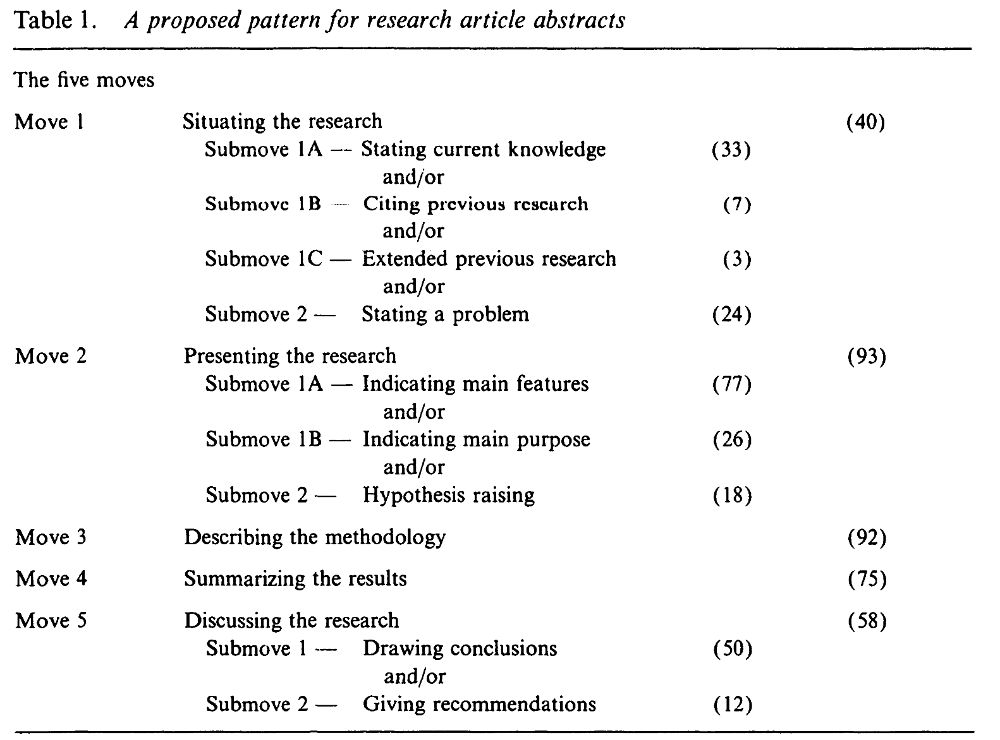 Table 1. A proposed pattern for research article abstracts
The five moves
Move 1 Situating the research (40)
Submove 1A — Stating current knowledge (33)
and/or
Submove 1B — Citing previous research (7)
and/or
Submove 1C — Extended previous research (3)
and/or
Submove 2 — Stating a problem (24)
Move 2 Presenting the research (93)
Submove 1A — Indicating main features (77)
and/or
Submove 1B — Indicating main purpose (26)
and/or
Submove 2 — Hypothesis raising (18)
Move 3 Describing the methodology (92)
Move 4 Summarizing the results (75)
Move 5 Discussing the research (58)
Submove 1 — Drawing conclusions (50)
and/or
Submove 2 — Giving recommendations (12)